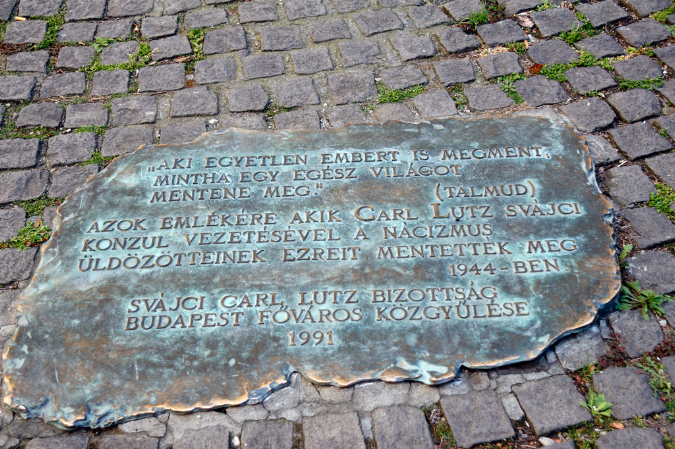 "AKI EGYETLEN EMBERT IS MEGMENT,
MINTHA EGY EGÉSZ VILÁGOT
MENTENE MEG." (TALMUD)
AZOK EMLÉKÉRE AKIK CARL LUTZ SVÁJCI
KONZUL VEZETÉSÉVEL A NÁCIZMUS
ÜLDÖZÖTTEINEK EZREIT MENTETTEK MEG
1944-BEN.
SVÁJCI CARL LUTZ BIZOTTSÁG
BUDAPEST FŐVÁROS KÖZGYŰLÉSE
1991